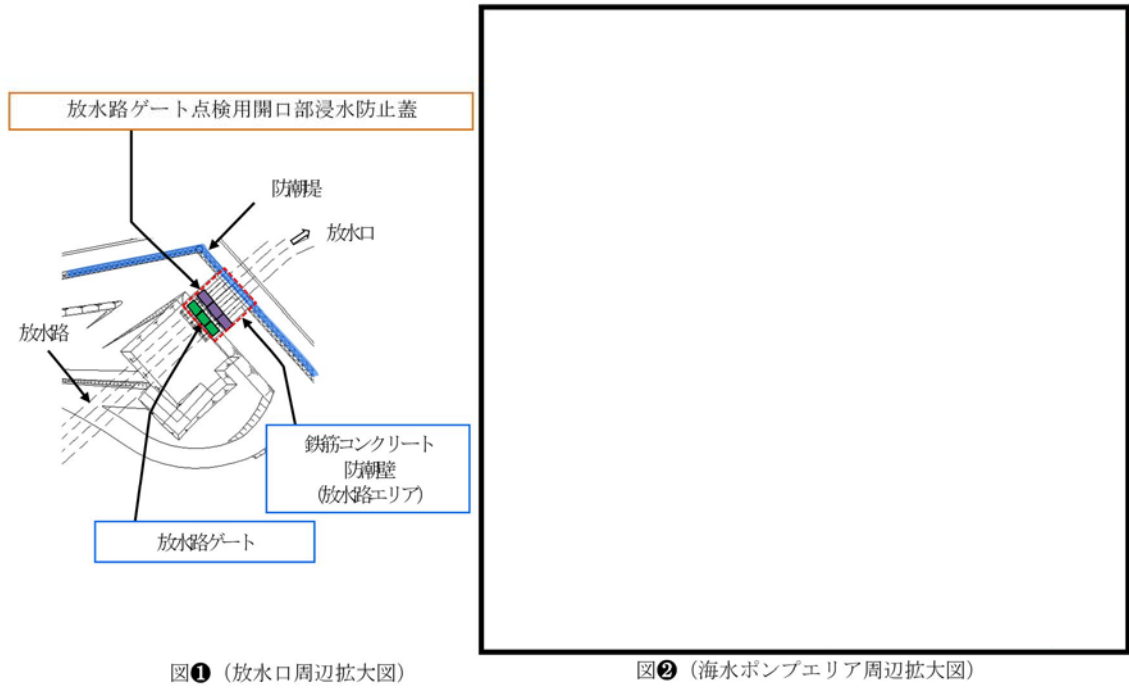 放水路ゲート点検用開口部浸水防止蓋
防潮堤
放水口
放水路
鉄筋コンクリート
防潮壁
(放水路エリア)
放水路ゲート
図❶（放水口周辺拡大図）
図❷（海水ポンプエリア周辺拡大図）